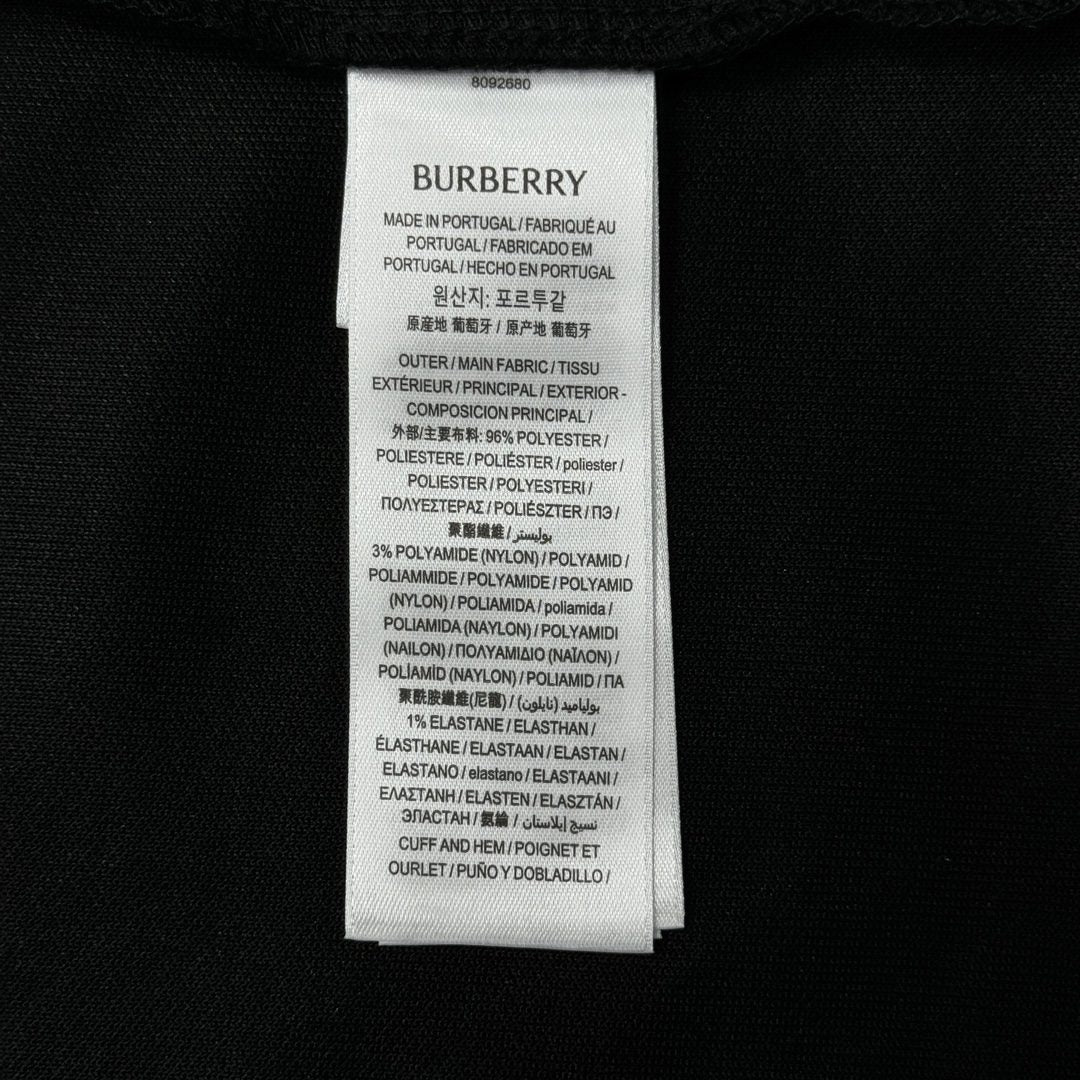 8092680
BURBERRY
MADE IN PORTUGAL / FABRIQUÉ AU
PORTUGAL / FABRICADO EM
PORTUGAL / HECHO EN PORTUGAL
원산지: 포르투갈
原産地 葡萄牙 / 原产地 葡萄牙
OUTER / MAIN FABRIC / TISSU
EXTÉRIEUR / PRINCIPAL / EXTERIOR -
COMPOSICION PRINCIPAL /
外部/主要布料: 96% POLYESTER /
POLIESTERE / POLIÉSTER / poliester /
POLIESTER / POLYESTERI /
ΠΟΛΥΕΣΤΕΡΑΣ / POLIÉSZTER / ПЭ /
聚酯纖維 / بوليستر
3% POLYAMIDE (NYLON) / POLYAMID /
POLIAMMIDE / POLYAMIDE / POLYAMID
(NYLON) / POLIAMIDA / poliamida /
POLIAMIDA (NAYLON) / POLYAMIDI
(NAILON) / ΠΟΛΥΑΜΙΔΙΟ (ΝΑΪΛΟΝ) /
POLİAMİD (NAYLON) / POLIAMID / ПА
聚酰胺纖維(尼龍) / بولياميد (نايلون)
1% ELASTANE / ELASTHAN /
ÉLASTHANE / ELASTAAN / ELASTAN /
ELASTANO / elastano / ELASTAANI /
ΕΛΑΣΤΑΝΗ / ELASTEN / ELASZTÁN /
ЭЛАСТАН / 氨綸 / نسيج إيلاستان
CUFF AND HEM / POIGNET ET
OURLET / PUÑO Y DOBLADILLO /